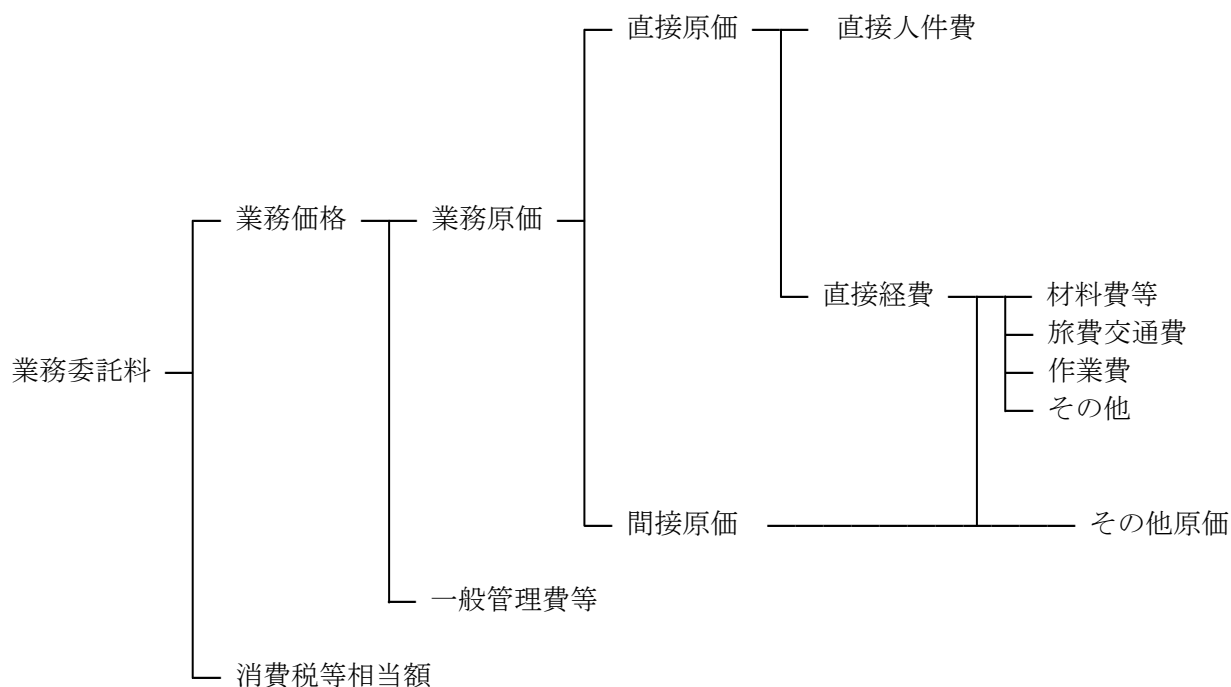 直接原価
直接人件費
業務価格
業務原価
直接経費
材料費等
旅費交通費
業務委託料
作業費
その他
間接原価
その他原価
一般管理費等
消費税等相当額